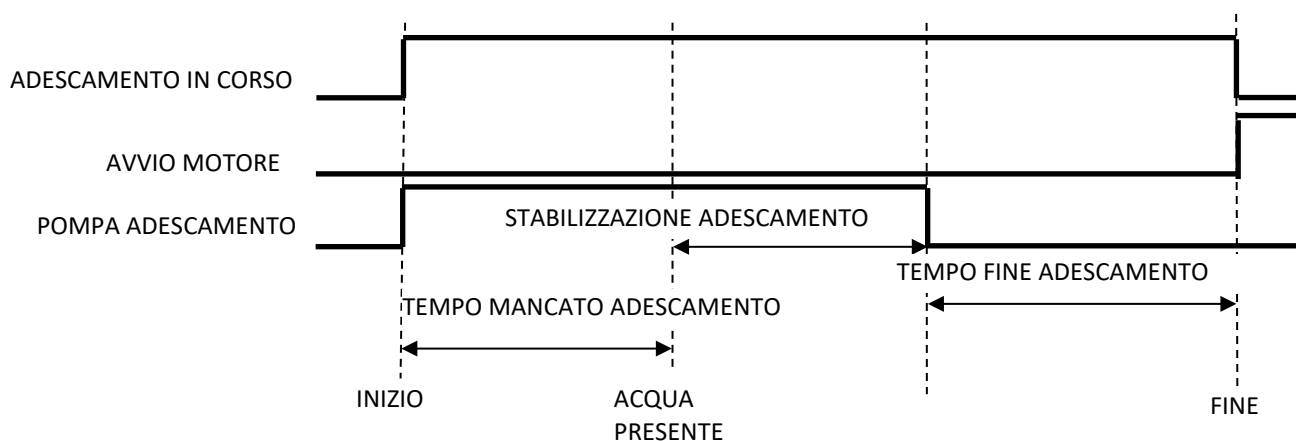 ADESCAMENTO IN CORSO
AVVIO MOTORE
POMPA ADESCAMENTO
STABILIZZAZIONE ADESCAMENTO
TEMPO FINE ADESCAMENTO
TEMPO MANCATO ADESCAMENTO
INIZIO
ACQUA
PRESENTE
FINE